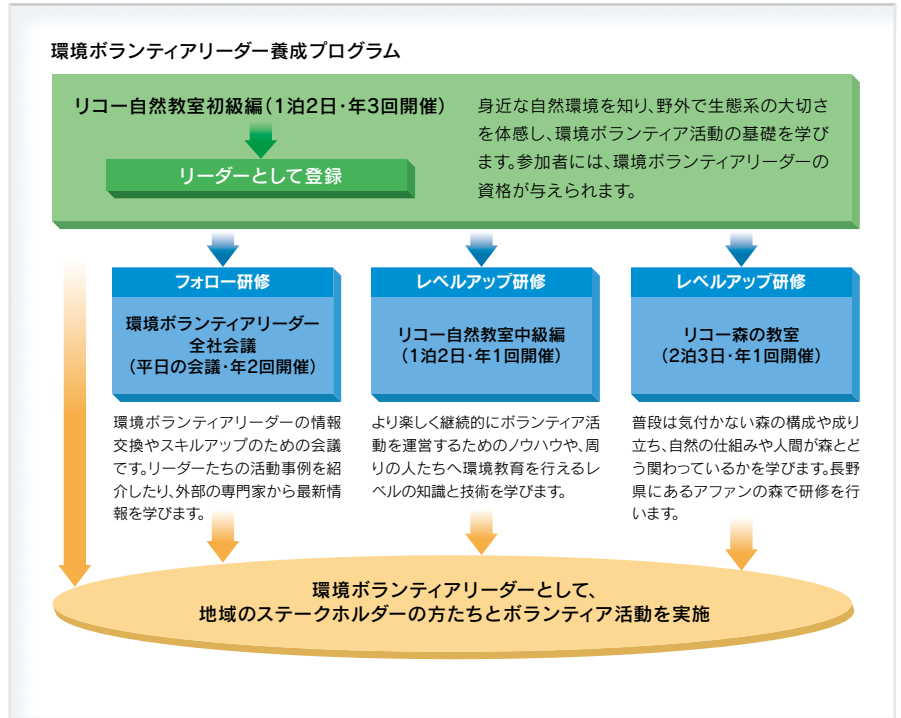 環境ボランティアリーダー養成プログラム
リコー自然教室初級編(1泊2日・年3回開催)
リーダーとして登録
身近な自然環境を知り、野外で生態系の大切さ
を体感し、環境ボランティア活動の基礎を学び
ます。参加者には、環境ボランティアリーダーの
資格が与えられます。
フォロー研修
環境ボランティアリーダー
全社会議
(平日の会議・年2回開催)
環境ボランティアリーダーの情報
交換やスキルアップのための会議
です。リーダーたちの活動事例を紹
介したり、外部の専門家から最新情
報を学びます。
レベルアップ研修
リコー自然教室中級編
(1泊2日・年1回開催)
より楽しく継続的にボランティア活
動を運営するためのノウハウや、周
りの人たちへ環境教育を行えるレ
ベルの知識と技術を学びます。
レベルアップ研修
リコー森の教室
(2泊3日・年1回開催)
普段は気付かない森の構成や成り
立ち、自然の仕組みや人間が森とど
う関わっているかを学びます。長野
県にあるアファンの森で研修を行
います。
環境ボランティアリーダーとして、
地域のステークホルダーの方たちとボランティア活動を実施